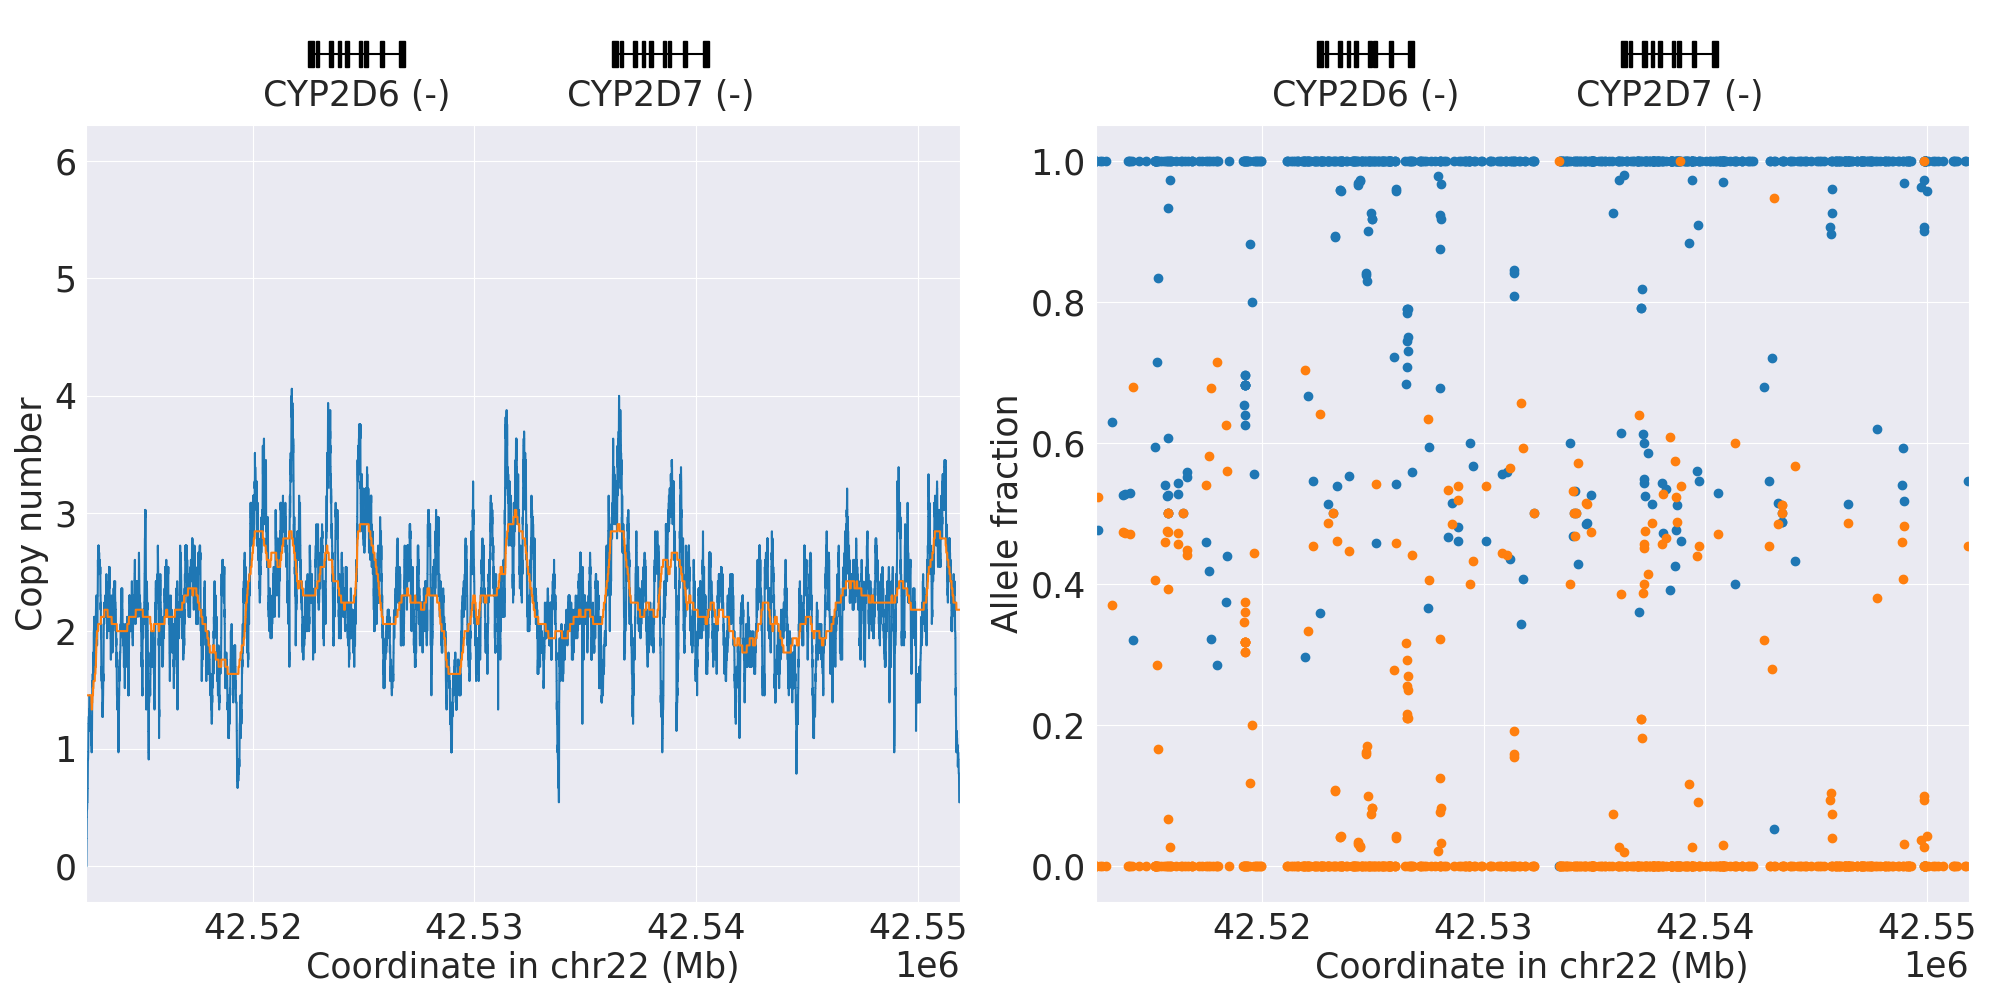 CYP2D6 (-) CYP2D7 (-)
6
5
4
3
2
1
0
Copy number
42.52 42.53 42.54 42.55
Coordinate in chr22 (Mb) 1e6
CYP2D6 (-) CYP2D7 (-)
1.0
0.8
0.6
0.4
0.2
0.0
Allele fraction
42.52 42.53 42.54 42.55
Coordinate in chr22 (Mb) 1e6